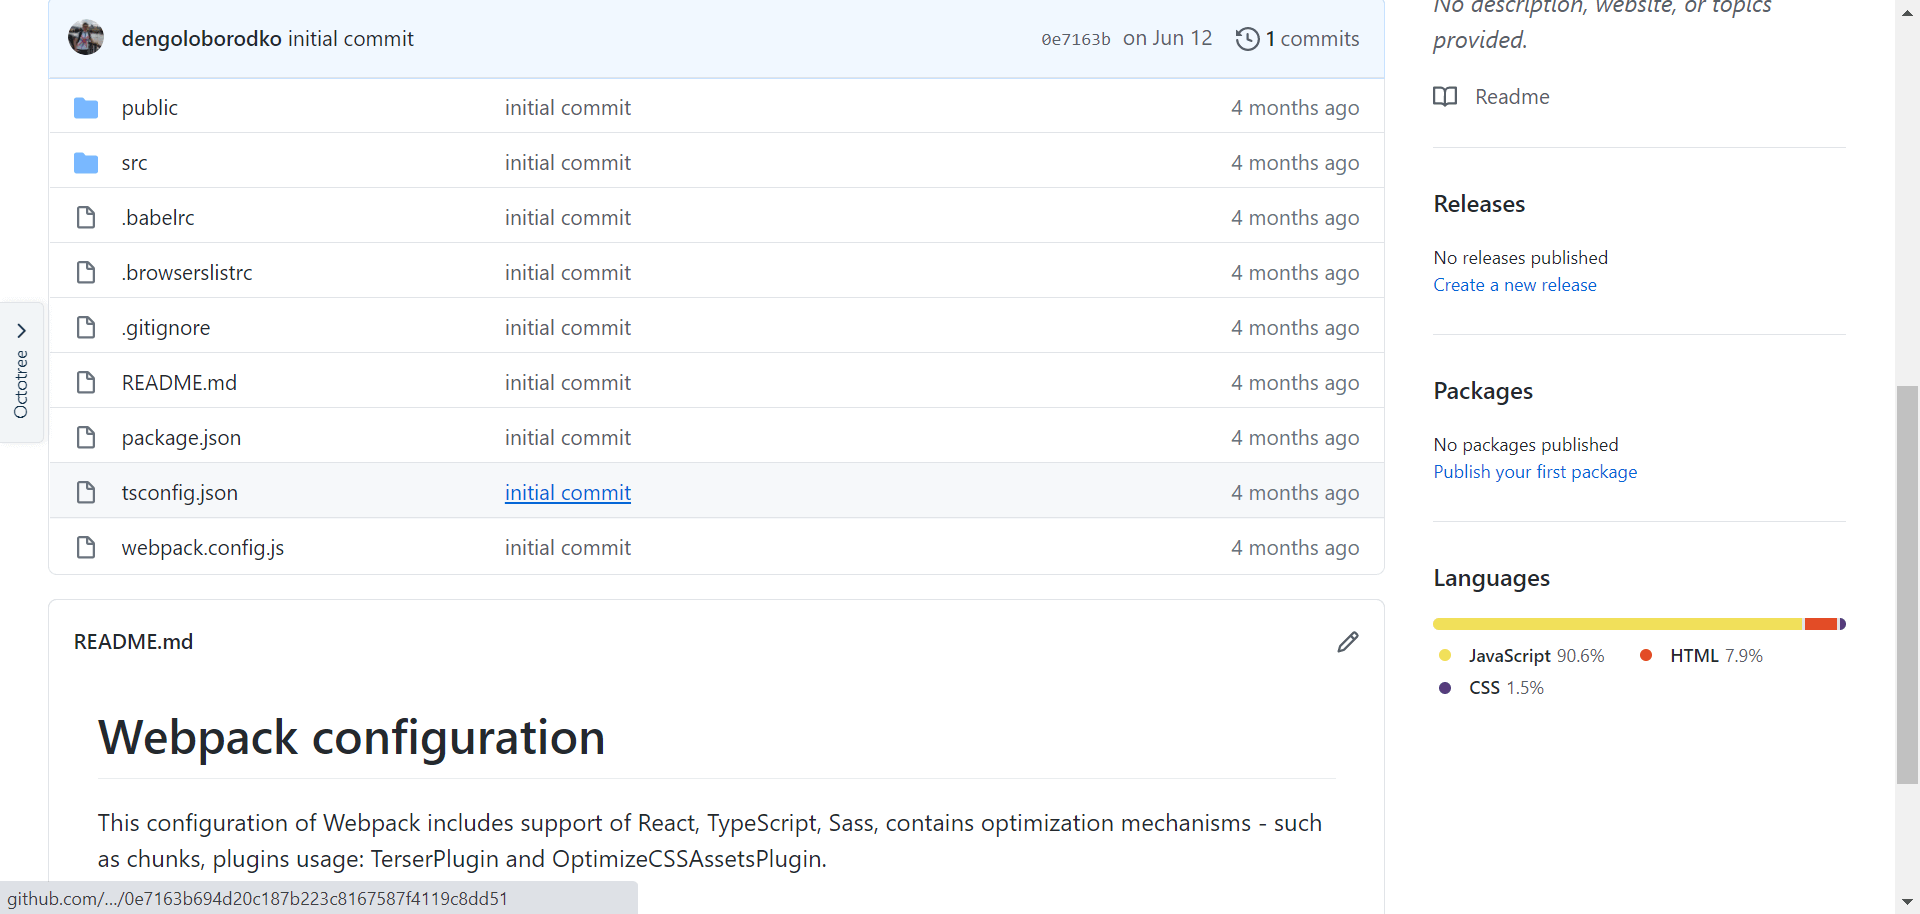 No description, website, or topics
provided.
dengoloborodko initial commit 0e7163b on Jun 12 1 commits
Readme
public initial commit 4 months ago
src initial commit 4 months ago
.babelrc initial commit 4 months ago
.browserslistrc initial commit 4 months ago
.gitignore initial commit 4 months ago
README.md initial commit 4 months ago
package.json initial commit 4 months ago
tsconfig.json initial commit 4 months ago
webpack.config.js initial commit 4 months ago
Octotree
Releases
No releases published
Create a new release
Packages
No packages published
Publish your first package
Languages
JavaScript 90.6% HTML 7.9%
CSS 1.5%
README.md
Webpack configuration
This configuration of Webpack includes support of React, TypeScript, Sass, contains optimization mechanisms - such
as chunks, plugins usage: TerserPlugin and OptimizeCSSAssetsPlugin.
github.com/.../0e7163b694d20c187b223c8167587f4119c8dd51